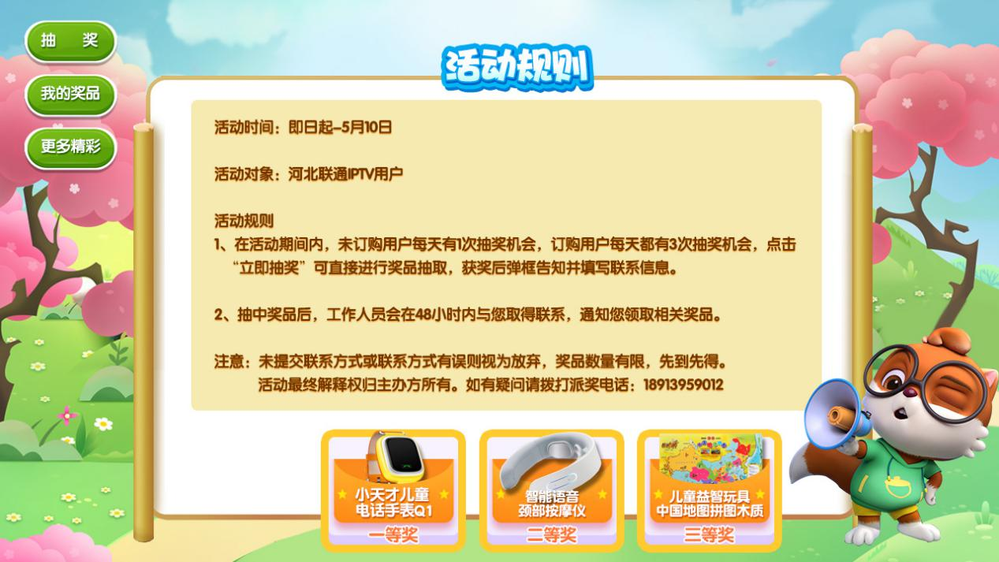 活动规则
抽 奖
我的奖品
更多精彩
活动时间：即日起-5月10日
活动对象：河北联通IPTV用户
活动规则
1、在活动期间内，未订购用户每天有1次抽奖机会，订购用户每天都有3次抽奖机会，点击
“立即抽奖”可直接进行奖品抽取，获奖后弹框告知并填写联系信息。
2、抽中奖品后，工作人员会在48小时内与您取得联系，通知您领取相关奖品。
注意：未提交联系方式或联系方式有误则视为放弃，奖品数量有限，先到先得。
活动最终解释权归主办方所有。如有疑问请拨打派奖电话：18913959012
小天才儿童
电话手表Q1
一等奖
智能语音
颈部按摩仪
二等奖
儿童益智玩具
中国地图拼图木质
三等奖